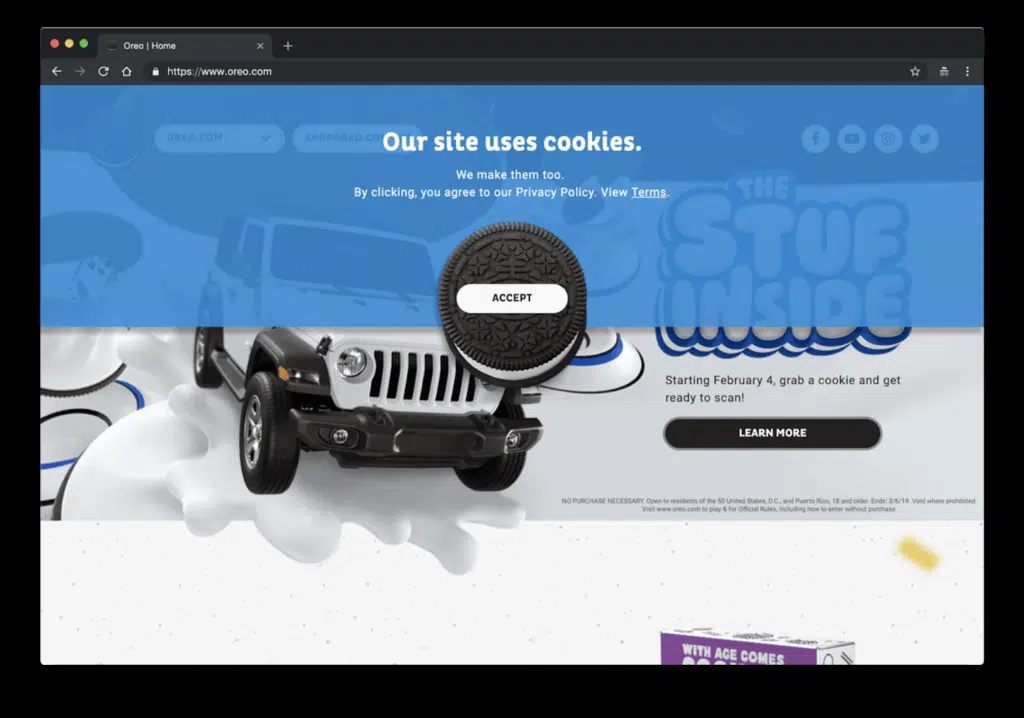 Oreo | Home
https://www.oreo.com
OREO.COM
SHOPOREO.COM
Our site uses cookies.
We make them too.
By clicking, you agree to our Privacy Policy. View Terms.
ACCEPT
THE
STUF
INSIDE
Starting February 4, grab a cookie and get
ready to scan!
LEARN MORE
NO PURCHASE NECESSARY. Open to residents of the 50 United States, D.C., and Puerto Rico, 18 and older. Ends: 3/6/19. Void where prohibited.
Visit www.oreo.com to play & for Official Rules, including how to enter without purchase.
WITH AGE COMES